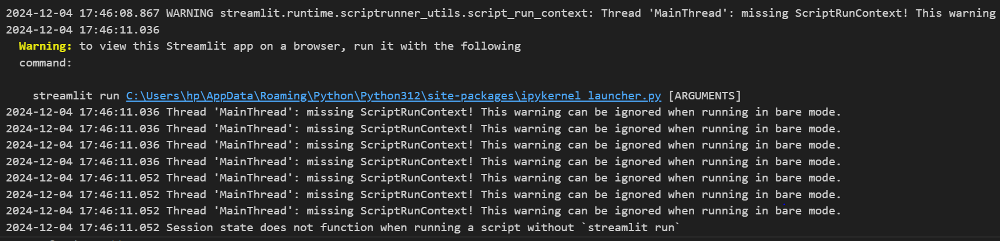 2024-12-04 17:46:08.867 WARNING streamlit.runtime.scriptrunner_utils.script_run_context: Thread 'MainThread': missing ScriptRunContext! This warning
2024-12-04 17:46:11.036
Warning: to view this Streamlit app on a browser, run it with the following
command:
streamlit run C:\Users\hp\AppData\Roaming\Python\Python312\site-packages\ipykernel_launcher.py [ARGUMENTS]
2024-12-04 17:46:11.036 Thread 'MainThread': missing ScriptRunContext! This warning can be ignored when running in bare mode.
2024-12-04 17:46:11.036 Thread 'MainThread': missing ScriptRunContext! This warning can be ignored when running in bare mode.
2024-12-04 17:46:11.036 Thread 'MainThread': missing ScriptRunContext! This warning can be ignored when running in bare mode.
2024-12-04 17:46:11.036 Thread 'MainThread': missing ScriptRunContext! This warning can be ignored when running in bare mode.
2024-12-04 17:46:11.052 Thread 'MainThread': missing ScriptRunContext! This warning can be ignored when running in bare mode.
2024-12-04 17:46:11.052 Thread 'MainThread': missing ScriptRunContext! This warning can be ignored when running in bare mode.
2024-12-04 17:46:11.052 Thread 'MainThread': missing ScriptRunContext! This warning can be ignored when running in bare mode.
2024-12-04 17:46:11.052 Session state does not function when running a script without `streamlit run`